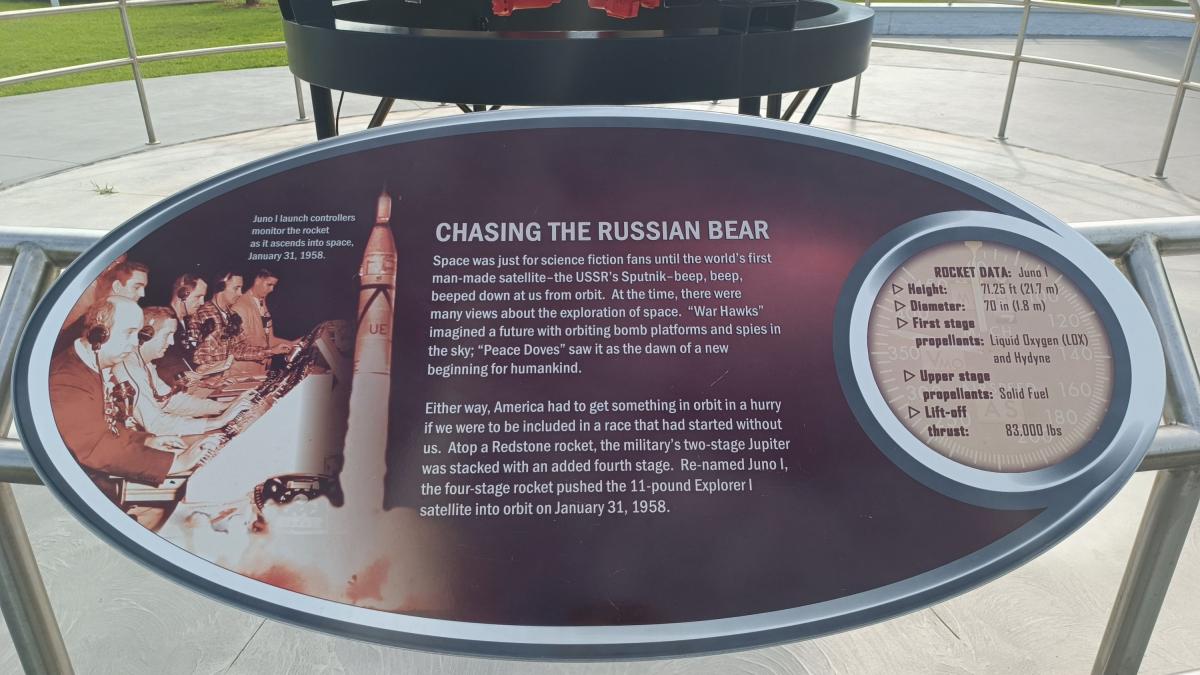 Juno I launch controllers
monitor the rocket
as it ascends into space,
January 31, 1958.
UE
CHASING THE RUSSIAN BEAR
Space was just for science fiction fans until the world's first
man-made satellite–the USSR's Sputnik–beep, beep,
beeped down at us from orbit. At the time, there were
many views about the exploration of space. "War Hawks"
imagined a future with orbiting bomb platforms and spies in
the sky; "Peace Doves" saw it as the dawn of a new
beginning for humankind.
Either way, America had to get something in orbit in a hurry
if we were to be included in a race that had started without
us. Atop a Redstone rocket, the military's two-stage Jupiter
was stacked with an added fourth stage. Re-named Juno I,
the four-stage rocket pushed the 11-pound Explorer I
satellite into orbit on January 31, 1958.
ROCKET DATA: Juno I
Height: 71.25 ft (21.7 m)
Diameter: 70 in (1.8 m)
First stage
propellants: Liquid Oxygen (LOX)
and Hydyne
Upper stage
propellants: Solid Fuel
Lift-off
thrust: 83,000 lbs
120
140
160
180
350